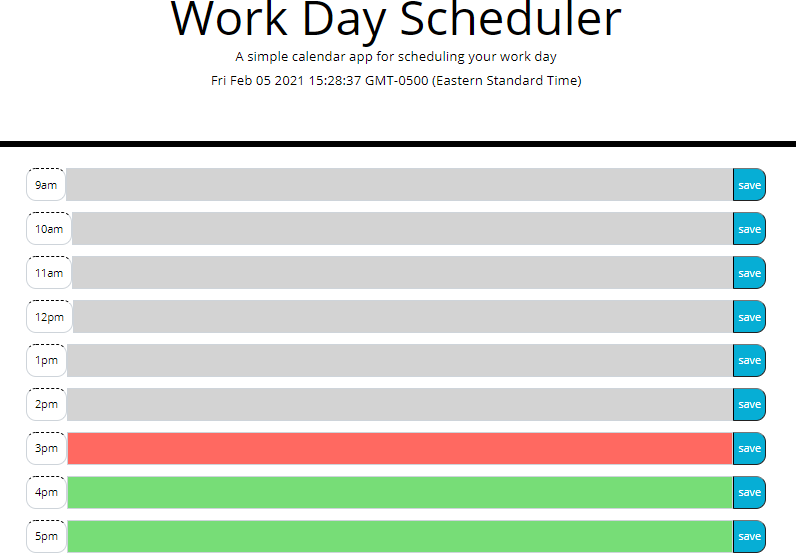 Work Day Scheduler
A simple calendar app for scheduling your work day
Fri Feb 05 2021 15:28:37 GMT-0500 (Eastern Standard Time)
9am save
10am save
11am save
12pm save
1pm save
2pm save
3pm save
4pm save
5pm save